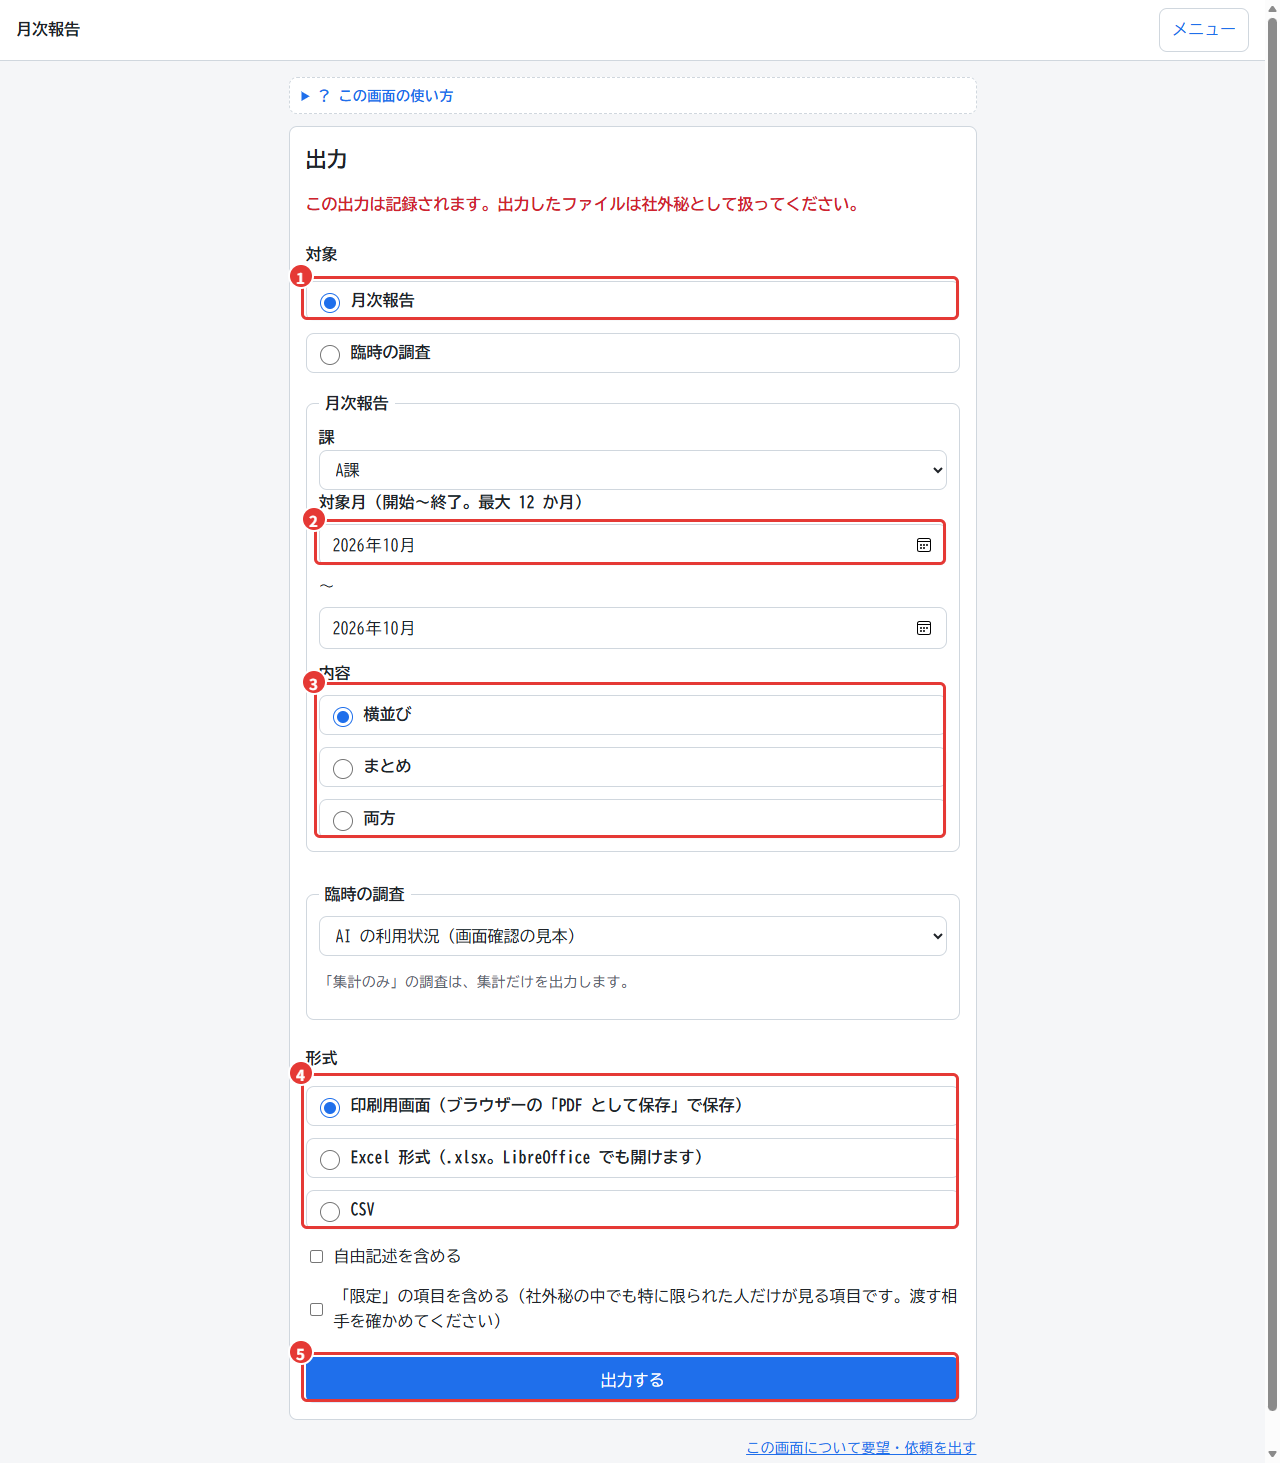 月次報告
メニュー
▶ ? この画面の使い方
出力
この出力は記録されます。出力したファイルは社外秘として扱ってください。
対象
1
月次報告
臨時の調査
月次報告
課
A課
対象月（開始～終了。最大 12 か月）
2
2026年10月
～
2026年10月
内容
3
横並び
まとめ
両方
臨時の調査
AI の利用状況（画面確認の見本）
「集計のみ」の調査は、集計だけを出力します。
形式
4
印刷用画面（ブラウザーの「PDF として保存」で保存）
Excel 形式（.xlsx。LibreOffice でも開けます）
CSV
自由記述を含める
「限定」の項目を含める（社外秘の中でも特に限られた人だけが見る項目です。渡す相
手を確かめてください）
5
出力する
この画面について要望・依頼を出す